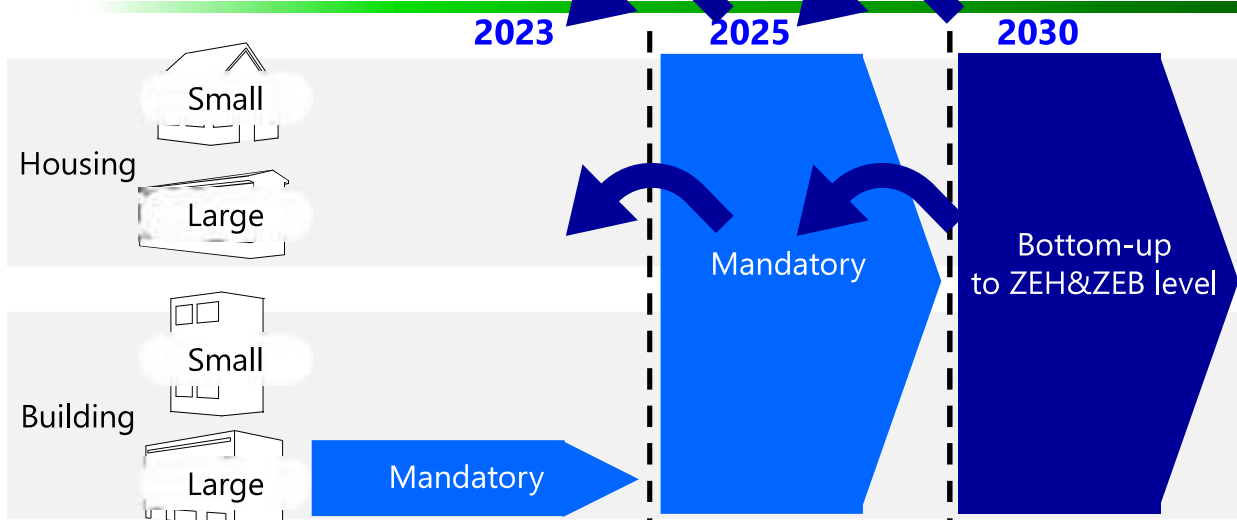 2023
2025
2030
Housing
Small
Large
Building
Small
Large
Mandatory
Mandatory
Bottom-up
to ZEH&ZEB level